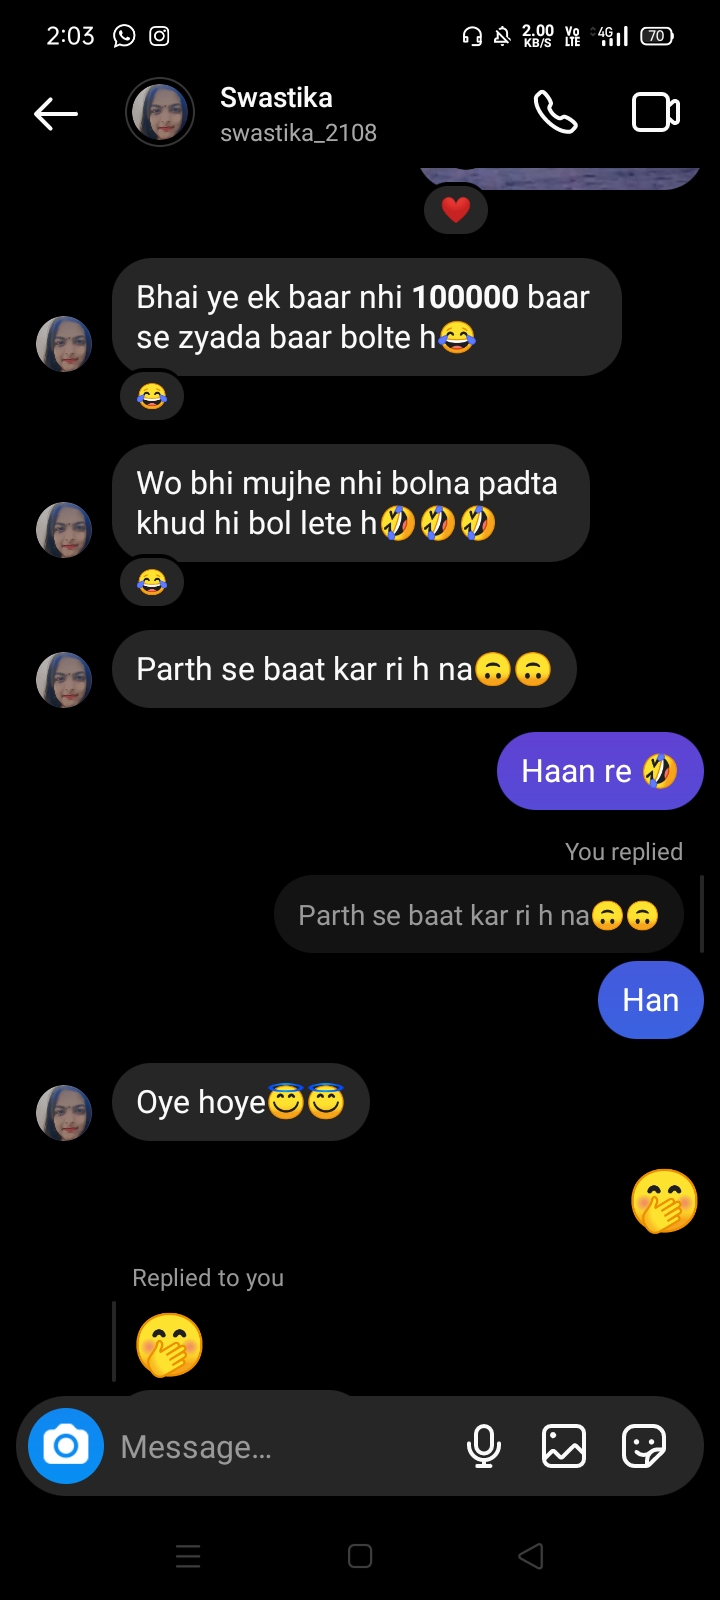 2:03
2.00
KB/S
Vo
LTE
4G
70
Swastika
swastika_2108
❤️
Bhai ye ek baar nhi 100000 baar
se zyada baar bolte h😂
😂
Wo bhi mujhe nhi bolna padta
khud hi bol lete h🤣🤣🤣
😂
Parth se baat kar ri h na🙃🙃
Haan re 🤣
You replied
Parth se baat kar ri h na🙃🙃
Han
Oye hoye😇😇
🤭
Replied to you
🤭
Message...